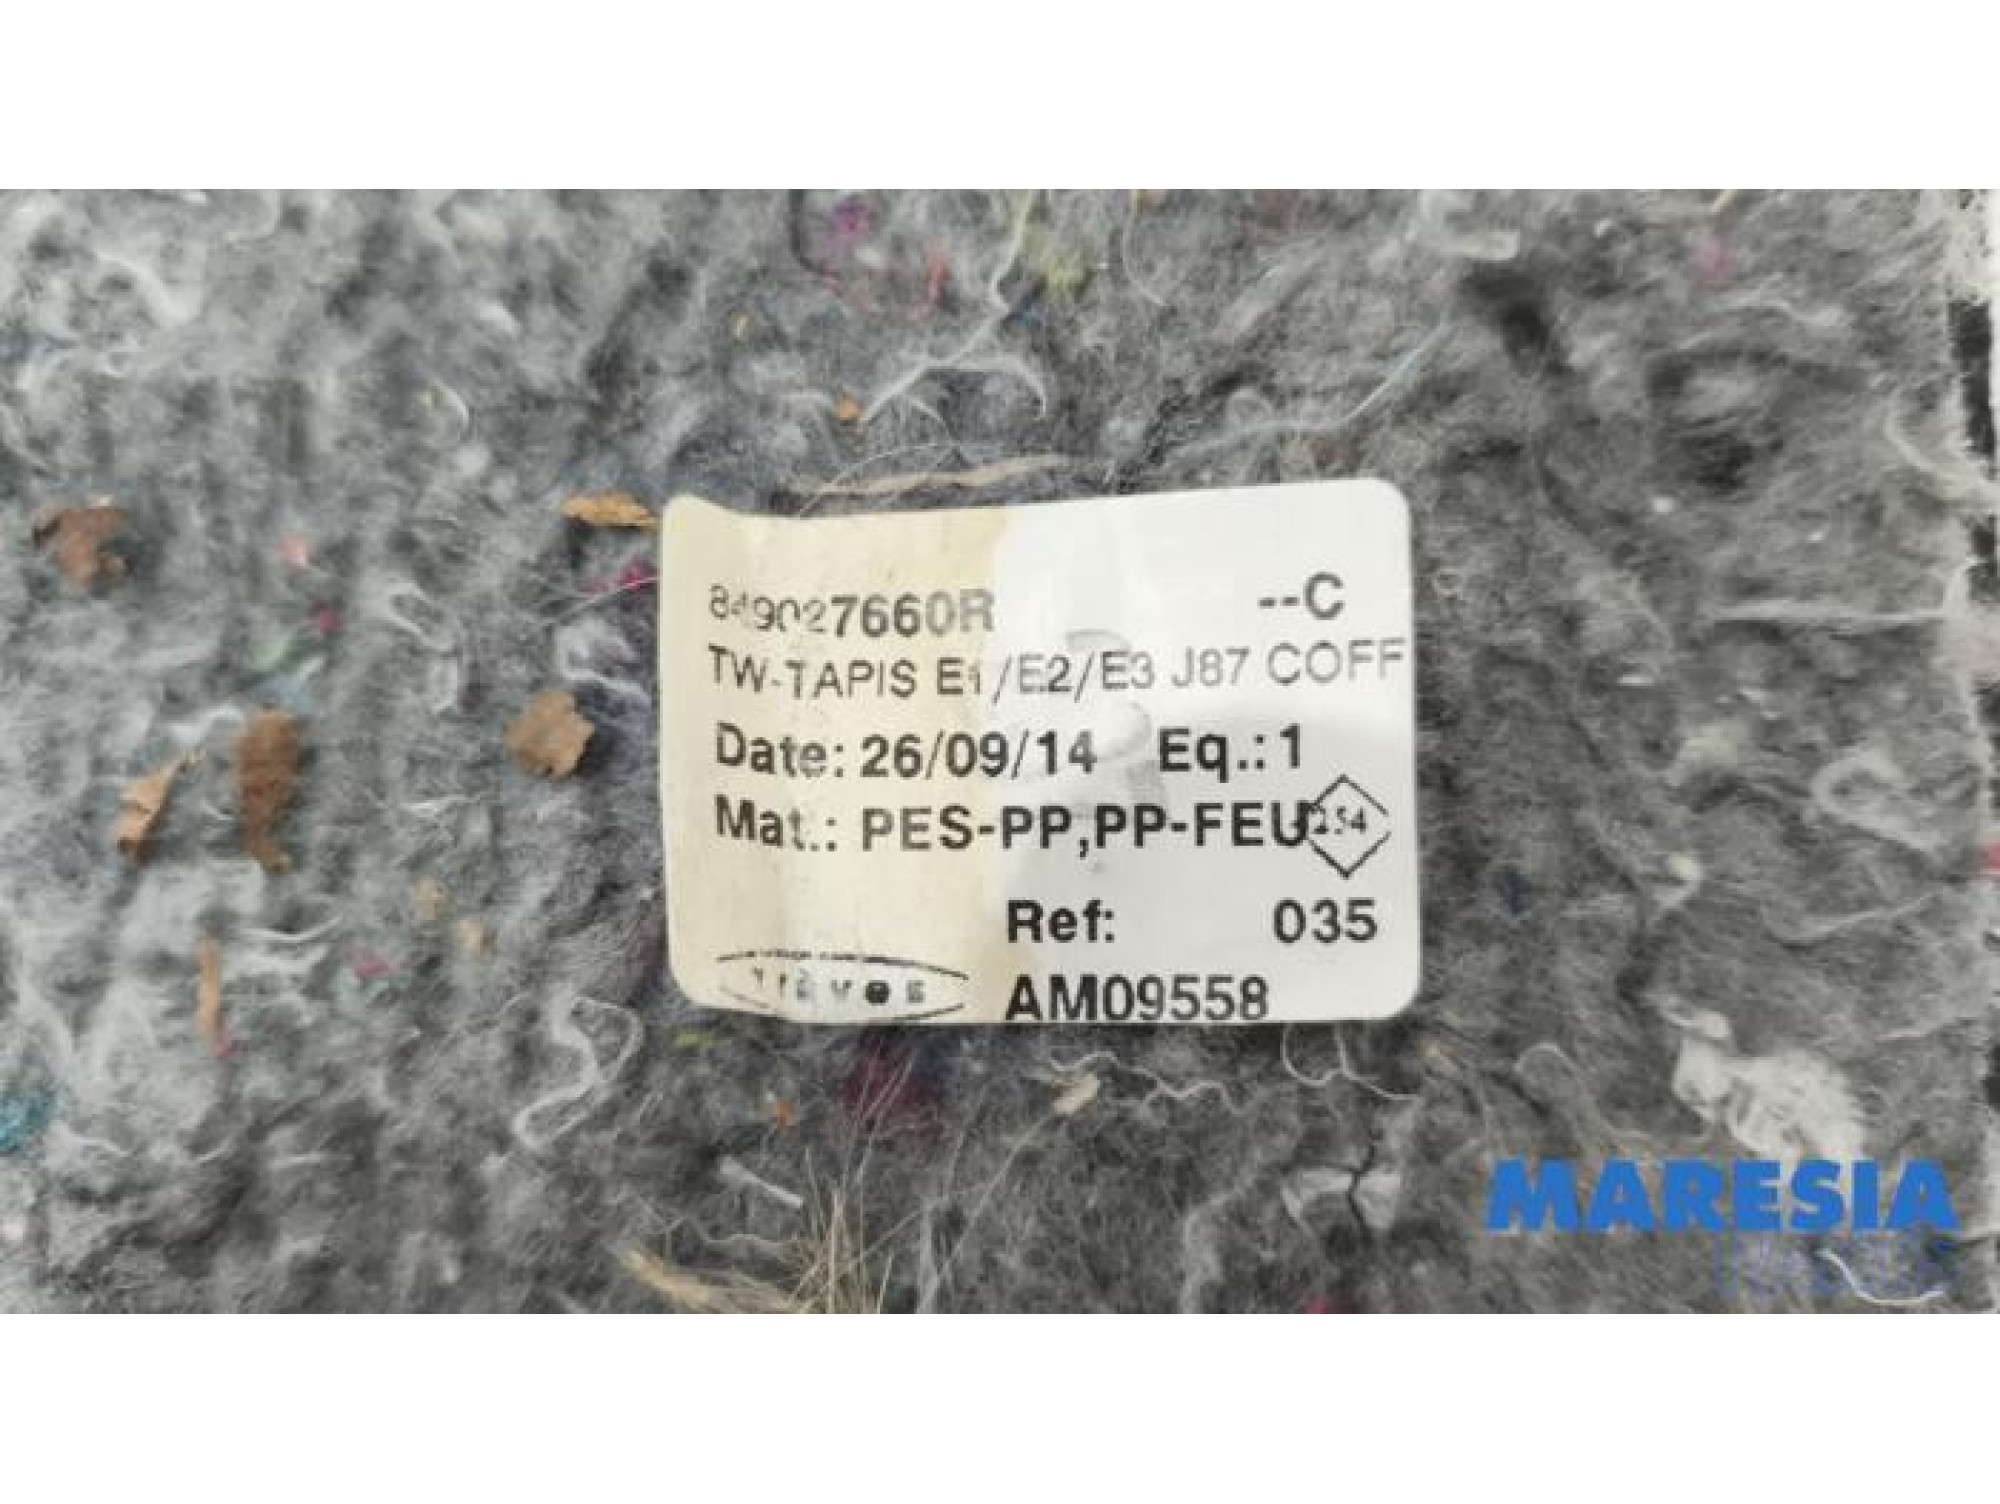 849027660R --C
TW-TAPIS E1/E2/E3 J87 COFF
Date: 26/09/14 Eq.: 1
Mat.: PES-PP,PP-FEU 254
Ref: 035
AM09558
MARESIA